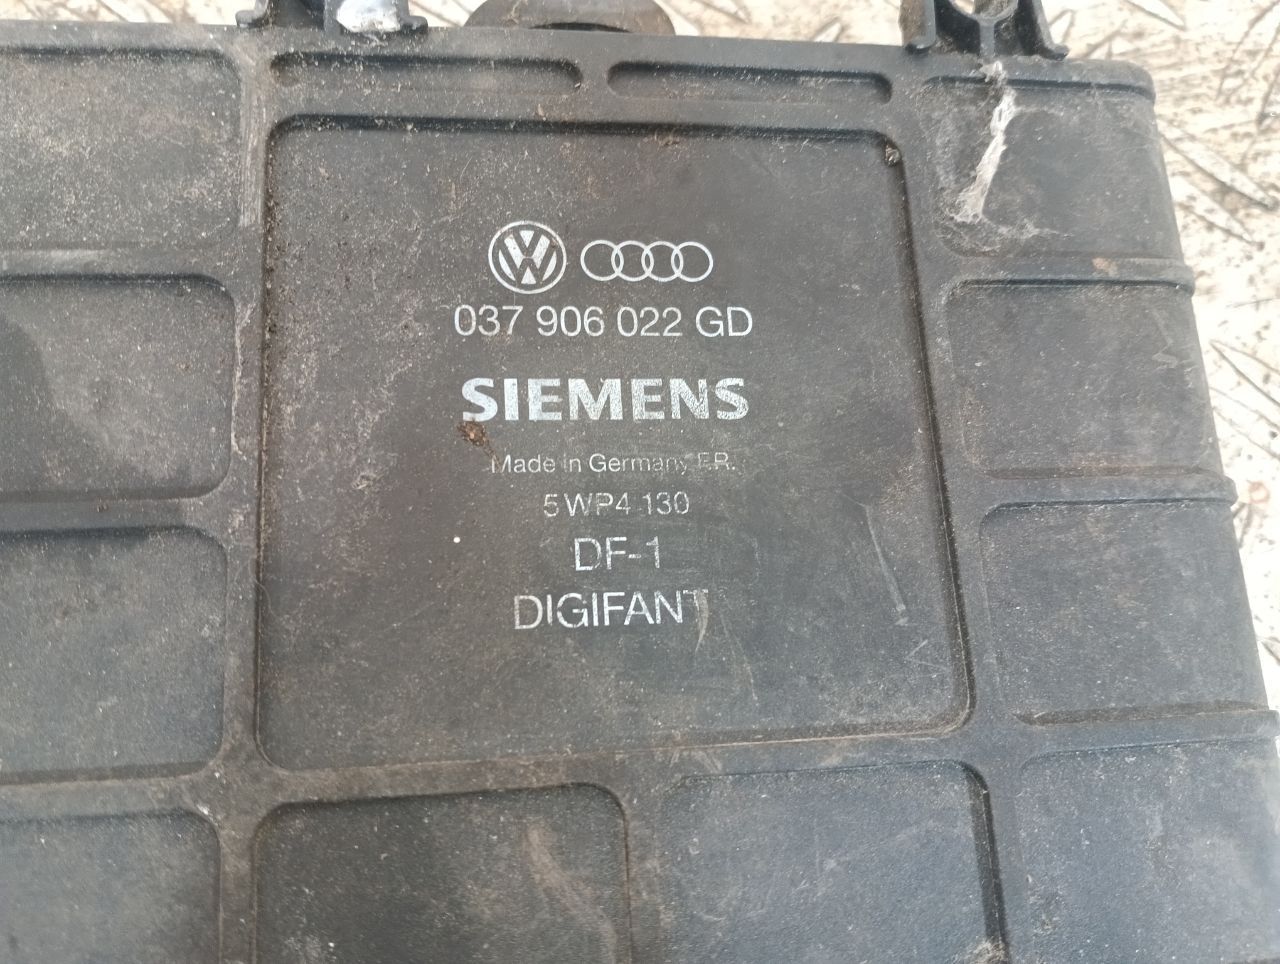 037 906 022 GD
SIEMENS
Made in Germany F.R.
5WP4 130
DF-1
DIGIFANT